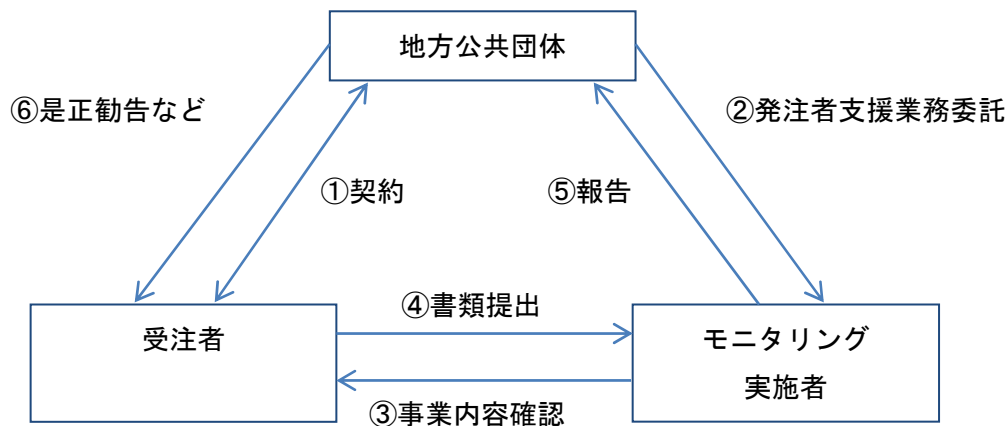 地方公共団体
⑥是正勧告など
②発注者支援業務委託
①契約
⑤報告
④書類提出
受注者
モニタリング
実施者
③事業内容確認